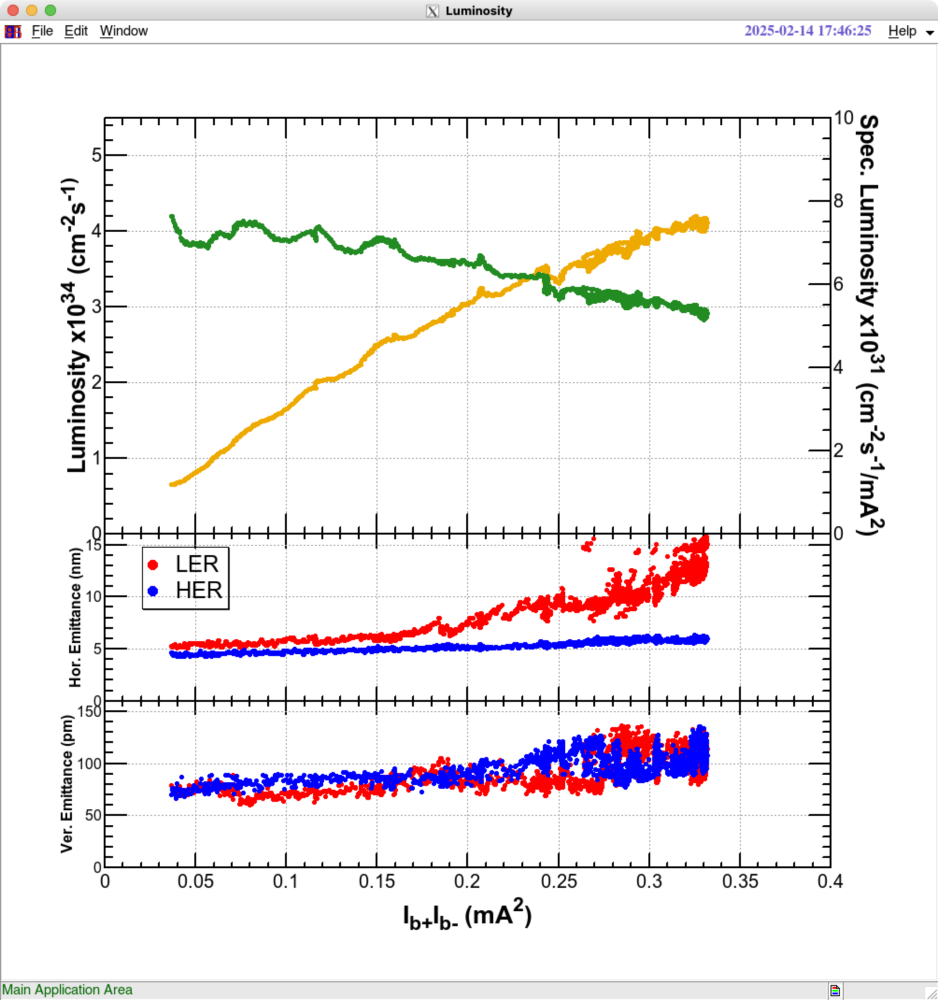 Luminosity
File Edit Window 2025-02-14 17:46:25 Help
Luminosity x10^34 (cm^-2s^-1)
5
4
3
2
1
0
Spec. Luminosity x10^31 (cm^-2s^-1/mA^2)
10
8
6
4
2
0
Hor. Emittance (nm)
15
10
5
0
LER
HER
Ver. Emittance (pm)
150
100
50
0
0 0.05 0.1 0.15 0.2 0.25 0.3 0.35 0.4
I_b+I_b- (mA^2)
Main Application Area